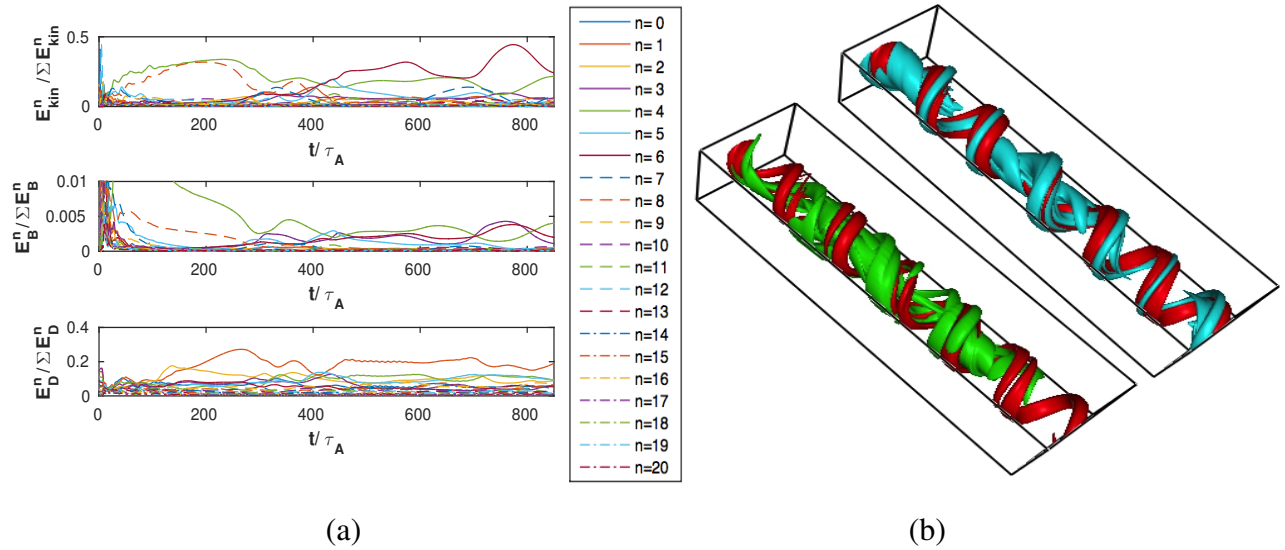 E^n_kin / Σ E^n_kin
0.5
0
0 200 400 600 800
t/ τ_A
E^n_B / Σ E^n_B
0.01
0.005
0
0 200 400 600 800
t/ τ_A
E^n_D / Σ E^n_D
0.4
0.2
0
0 200 400 600 800
t/ τ_A
n= 0
n= 1
n= 2
n= 3
n= 4
n= 5
n= 6
n= 7
n= 8
n= 9
n=10
n=11
n=12
n=13
n=14
n=15
n=16
n=17
n=18
n=19
n=20
(a) (b)